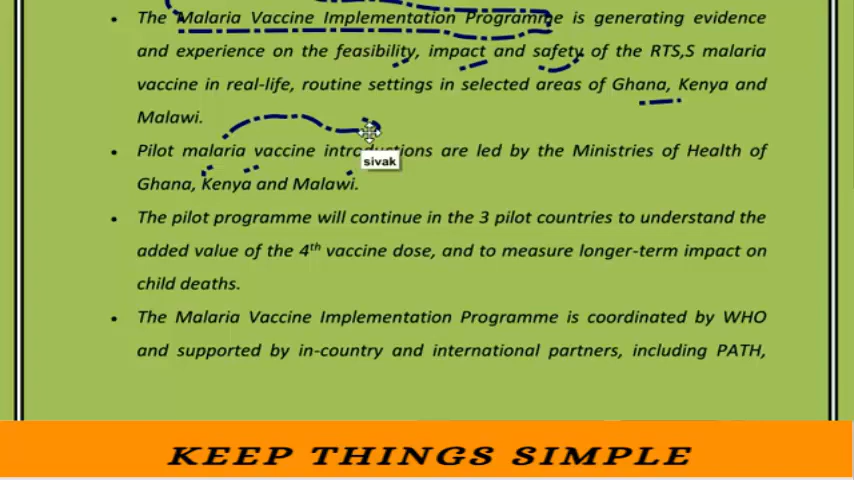 • The Malaria Vaccine Implementation Programme is generating evidence
and experience on the feasibility, impact and safety of the RTS,S malaria
vaccine in real-life, routine settings in selected areas of Ghana, Kenya and
Malawi.
• Pilot malaria vaccine introductions are led by the Ministries of Health of
sivak
Ghana, Kenya and Malawi.
• The pilot programme will continue in the 3 pilot countries to understand the
added value of the 4th vaccine dose, and to measure longer-term impact on
child deaths.
• The Malaria Vaccine Implementation Programme is coordinated by WHO
and supported by in-country and international partners, including PATH,
KEEP THINGS SIMPLE